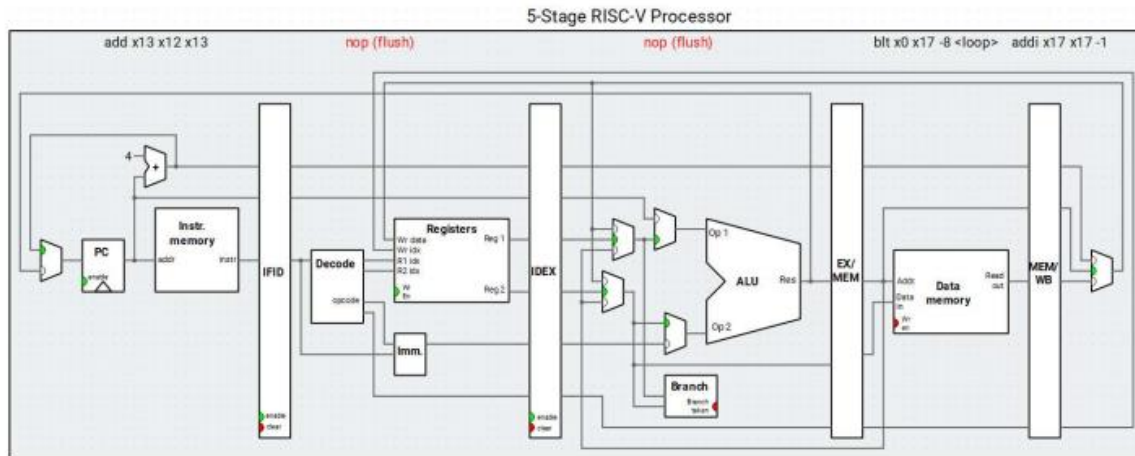 5-Stage RISC-V Processor
add x13 x12 x13
nop (flush)
nop (flush)
blt x0 x17 -8 <loop>
addi x17 x17 -1
4
+
PC
enable
Instr.
memory
addr
instr
IFID
enable
clear
Decode
opcode
Registers
Wr data
Wr idx
R1 idx
R2 idx
Wr
En
Reg 1
Reg 2
Imm.
IDEX
enable
clear
Op 1
Op 2
ALU
Res
Branch
Branch
taken
EX/
MEM
Addr
Data
in
Wr
en
Data
memory
Read
out
MEM/
WB